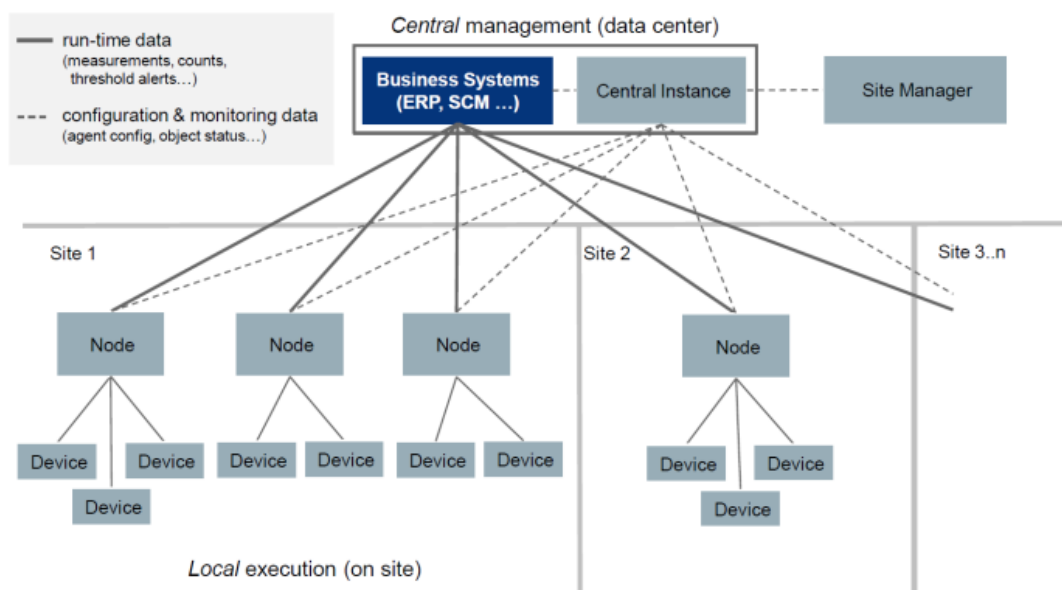 Central management (data center)
run-time data
(measurements, counts,
threshold alerts…)
configuration & monitoring data
(agent config, object status…)
Business Systems
(ERP, SCM …)
Central Instance
Site Manager
Site 1
Site 2
Site 3..n
Node
Node
Node
Node
Device
Device
Device
Device
Device
Device
Device
Device
Device
Device
Local execution (on site)